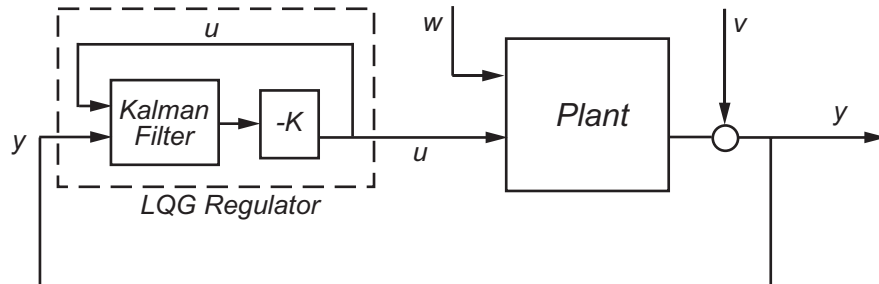 u
w
v
Kalman
Filter
-K
Plant
y
y
u
LQG Regulator